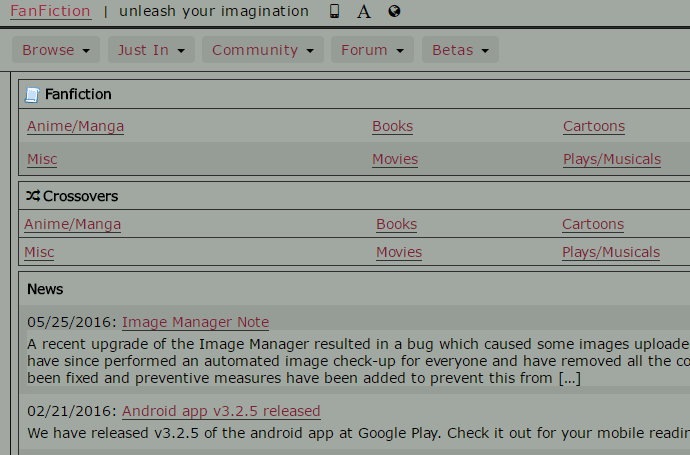 FanFiction | unleash your imagination A
Browse Just In Community Forum Betas
Fanfiction
Anime/Manga Books Cartoons
Misc Movies Plays/Musicals
Crossovers
Anime/Manga Books Cartoons
Misc Movies Plays/Musicals
News
05/25/2016: Image Manager Note
A recent upgrade of the Image Manager resulted in a bug which caused some images uploade
have since performed an automated image check-up for everyone and have removed all the co
been fixed and preventive measures have been added to prevent this from [...]
02/21/2016: Android app v3.2.5 released
We have released v3.2.5 of the android app at Google Play. Check it out for your mobile readin